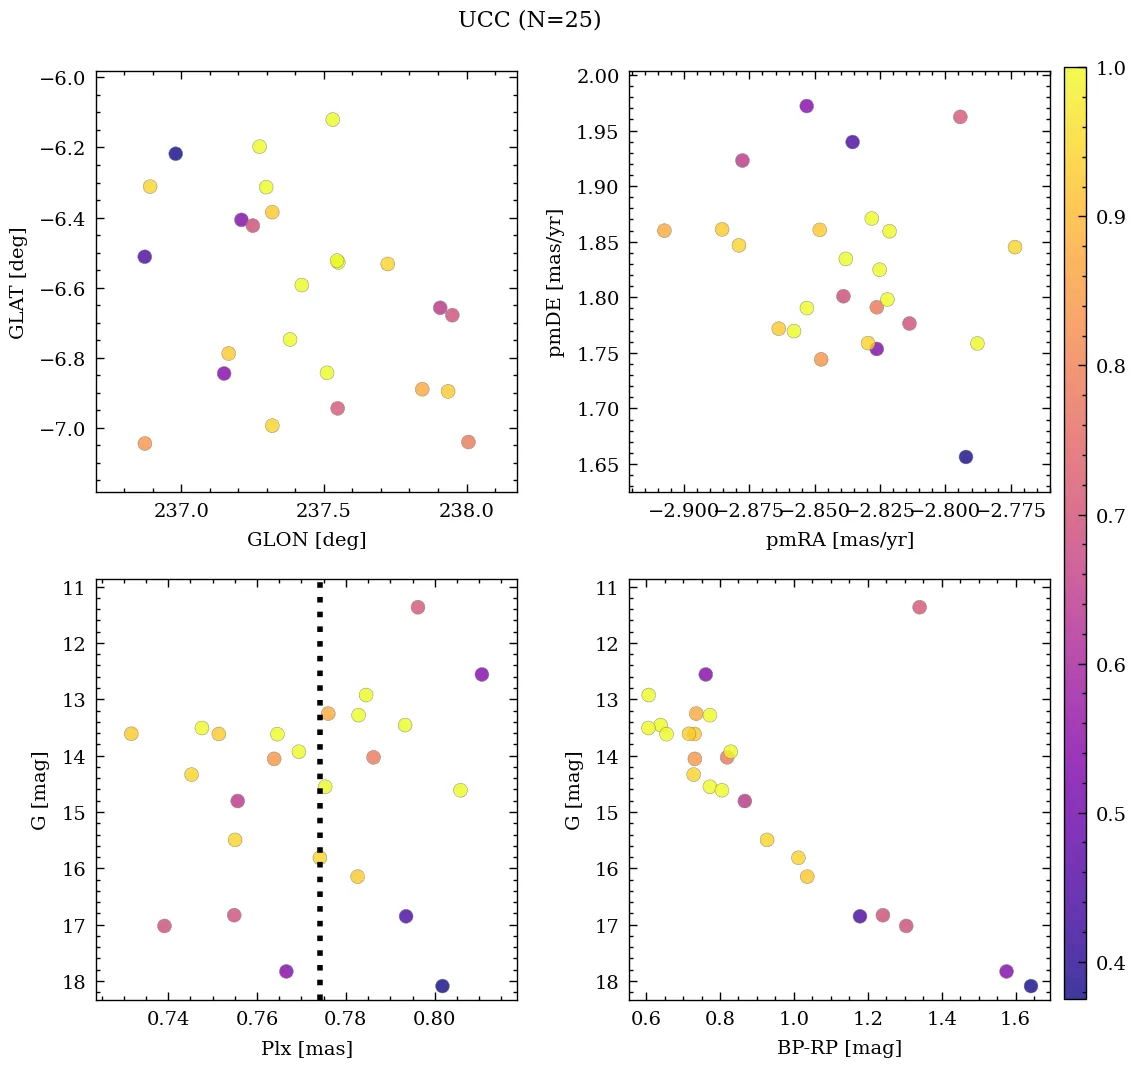 UCC (N=25)
−6.0
−6.2
−6.4
−6.6
−6.8
−7.0
GLAT [deg]
237.0 237.5 238.0
GLON [deg]
2.00
1.95
1.90
1.85
1.80
1.75
1.70
1.65
pmDE [mas/yr]
−2.900 −2.875 −2.850 −2.825 −2.800 −2.775
pmRA [mas/yr]
11
12
13
14
15
16
17
18
G [mag]
0.74 0.76 0.78 0.80
Plx [mas]
11
12
13
14
15
16
17
18
G [mag]
0.6 0.8 1.0 1.2 1.4 1.6
BP-RP [mag]
1.0
0.9
0.8
0.7
0.6
0.5
0.4